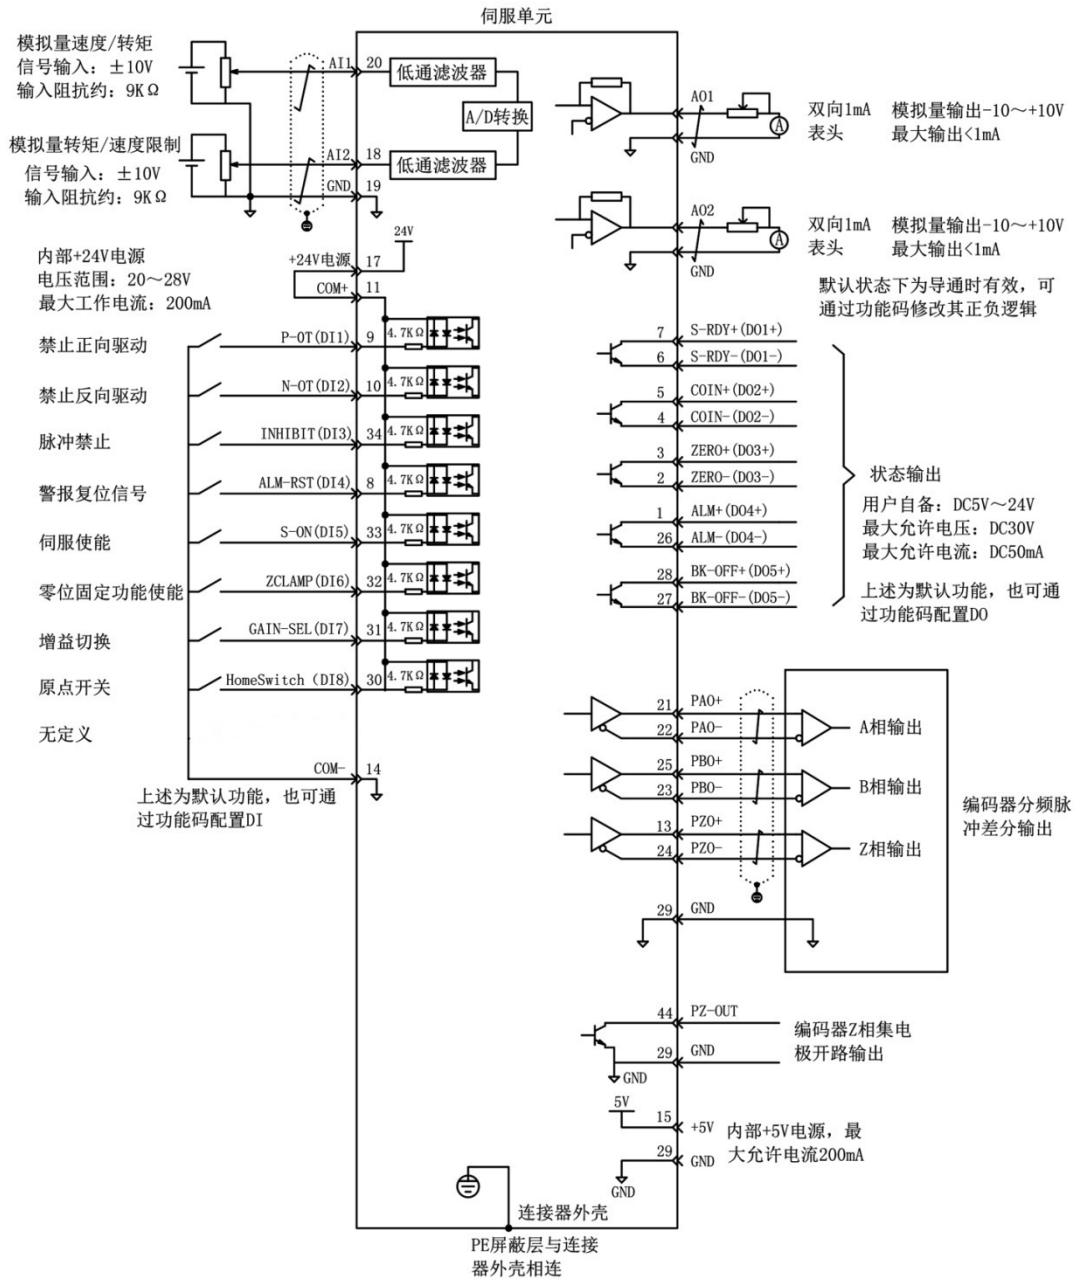 伺服单元
模拟量速度/转矩
信号输入: ±10V
输入阻抗约: 9KΩ
AI1
20
低通滤波器
A/D转换
模拟量转矩/速度限制
信号输入: ±10V
输入阻抗约: 9KΩ
AI2
18
低通滤波器
GND
19
AO1
GND
A
双向1mA
表头
模拟量输出-10~+10V
最大输出<1mA
AO2
GND
A
双向1mA
表头
模拟量输出-10~+10V
最大输出<1mA
内部+24V电源
电压范围: 20~28V
最大工作电流: 200mA
24V
+24V电源
17
COM+
11
禁止正向驱动
P-OT(DI1)
9
4.7KΩ
禁止反向驱动
N-OT(DI2)
10
4.7KΩ
脉冲禁止
INHIBIT(DI3)
34
4.7KΩ
警报复位信号
ALM-RST(DI4)
8
4.7KΩ
伺服使能
S-ON(DI5)
33
4.7KΩ
零位固定功能使能
ZCLAMP(DI6)
32
4.7KΩ
增益切换
GAIN-SEL(DI7)
31
4.7KΩ
原点开关
HomeSwitch (DI8)
30
4.7KΩ
无定义
COM-
14
上述为默认功能, 也可通
过功能码配置DI
默认状态下为导通时有效, 可
通过功能码修改其正负逻辑
7
S-RDY+(DO1+)
6
S-RDY-(DO1-)
5
COIN+(DO2+)
4
COIN-(DO2-)
3
ZERO+(DO3+)
2
ZERO-(DO3-)
1
ALM+(DO4+)
26
ALM-(DO4-)
28
BK-OFF+(DO5+)
27
BK-OFF-(DO5-)
状态输出
用户自备: DC5V~24V
最大允许电压: DC30V
最大允许电流: DC50mA
上述为默认功能, 也可通
过功能码配置DO
21
PAO+
22
PAO-
A相输出
25
PBO+
23
PBO-
B相输出
13
PZO+
24
PZO-
Z相输出
编码器分频脉
冲差分输出
29
GND
44
PZ-OUT
29
GND
GND
编码器Z相集电
极开路输出
5V
15
+5V
29
GND
GND
内部+5V电源, 最
大允许电流200mA
连接器外壳
PE屏蔽层与连接
器外壳相连